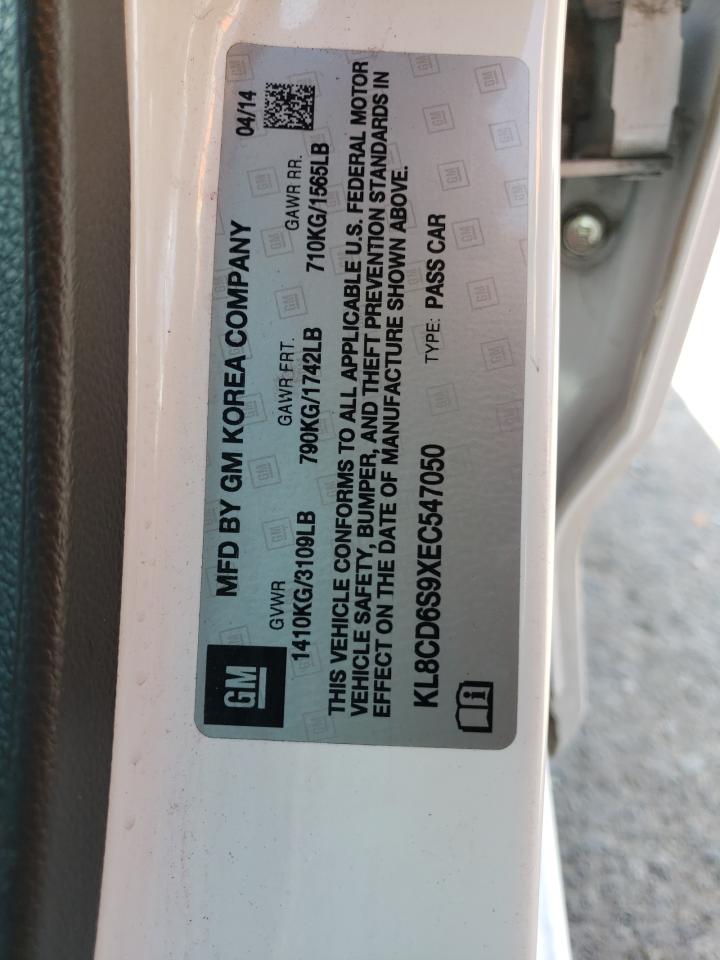 GM
MFD BY GM KOREA COMPANY 04/14
GVWR GAWR FRT. GAWR RR.
1410KG/3109LB 790KG/1742LB 710KG/1565LB
THIS VEHICLE CONFORMS TO ALL APPLICABLE U.S. FEDERAL MOTOR
VEHICLE SAFETY, BUMPER, AND THEFT PREVENTION STANDARDS IN
EFFECT ON THE DATE OF MANUFACTURE SHOWN ABOVE.
KL8CD6S9XEC547050 TYPE: PASS CAR